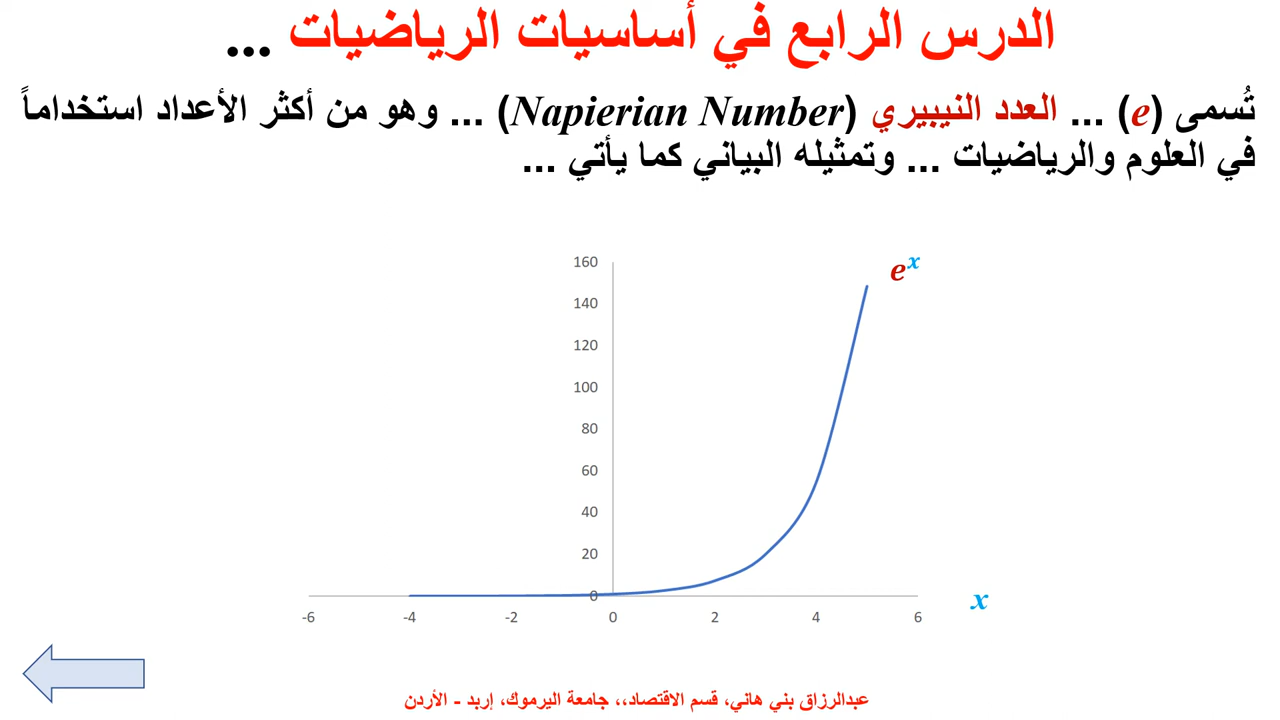 الدرس الرابع في أساسيات الرياضيات ...
تُسمى (e) ... العدد النيبيري (Napierian Number) ... وهو من أكثر الأعداد استخداماً
في العلوم والرياضيات ... وتمثيله البياني كما يأتي ...
e^x
160
140
120
100
80
60
40
20
0
x
-6 -4 -2 0 2 4 6
عبدالرزاق بني هاني، قسم الاقتصاد،، جامعة اليرموك، إربد - الأردن